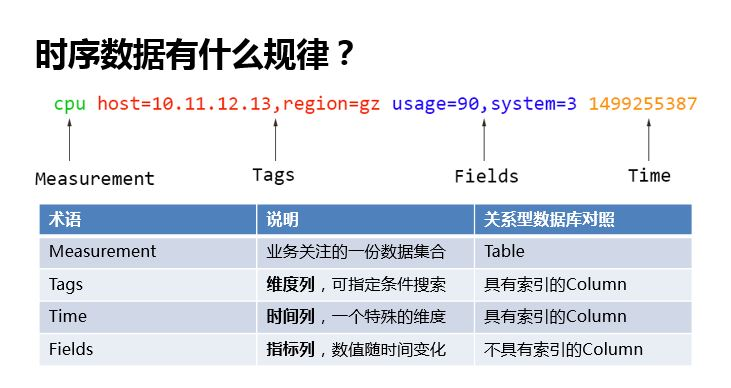 时序数据有什么规律？
cpu host=10.11.12.13,region=gz usage=90,system=3 1499255387
Measurement Tags Fields Time
术语 说明 关系型数据库对照
Measurement 业务关注的一份数据集合 Table
Tags 维度列，可指定条件搜索 具有索引的Column
Time 时间列，一个特殊的维度 具有索引的Column
Fields 指标列，数值随时间变化 不具有索引的Column